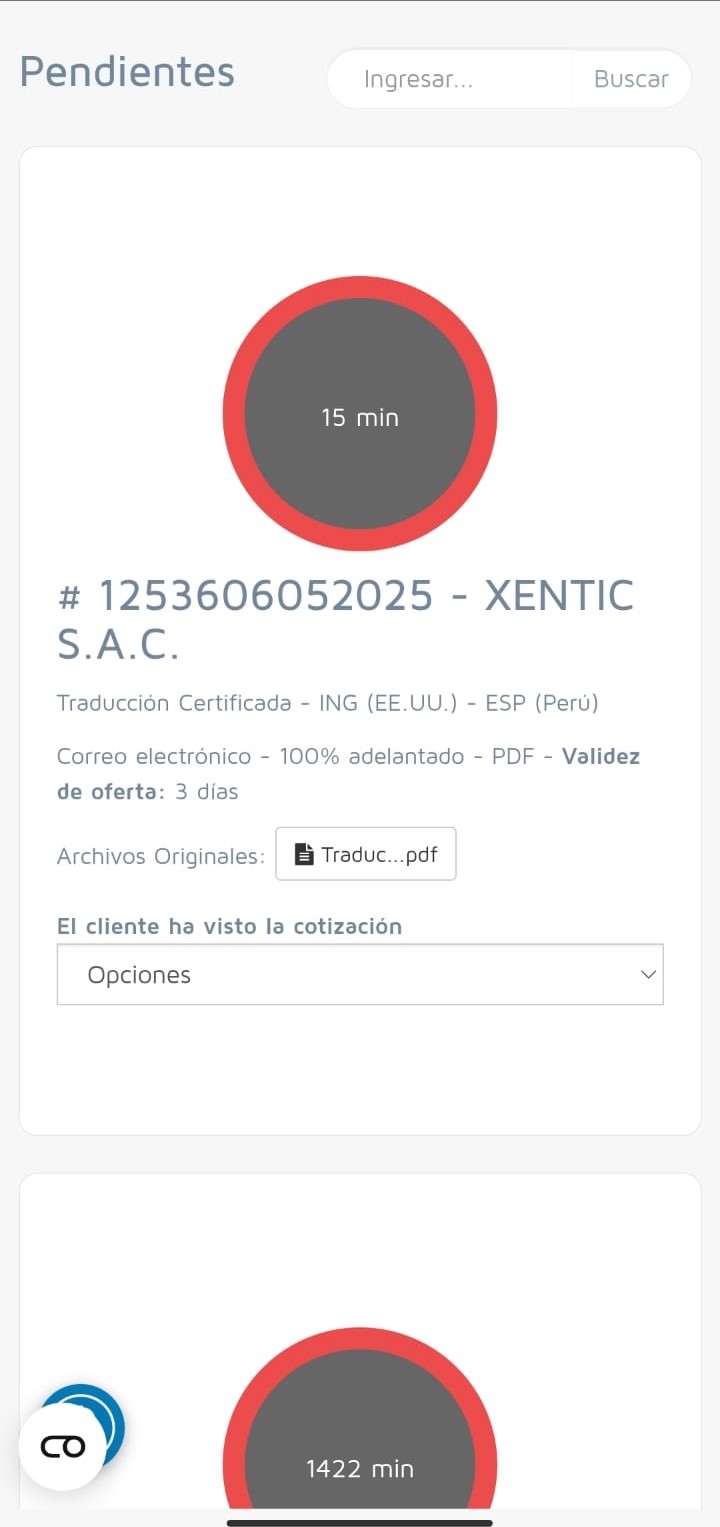 Pendientes
Ingresar...
Buscar
15 min
# 1253606052025 - XENTIC
S.A.C.
Traducción Certificada - ING (EE.UU.) - ESP (Perú)
Correo electrónico - 100% adelantado - PDF - Validez
de oferta: 3 días
Archivos Originales: Traduc...pdf
El cliente ha visto la cotización
Opciones
1422 min